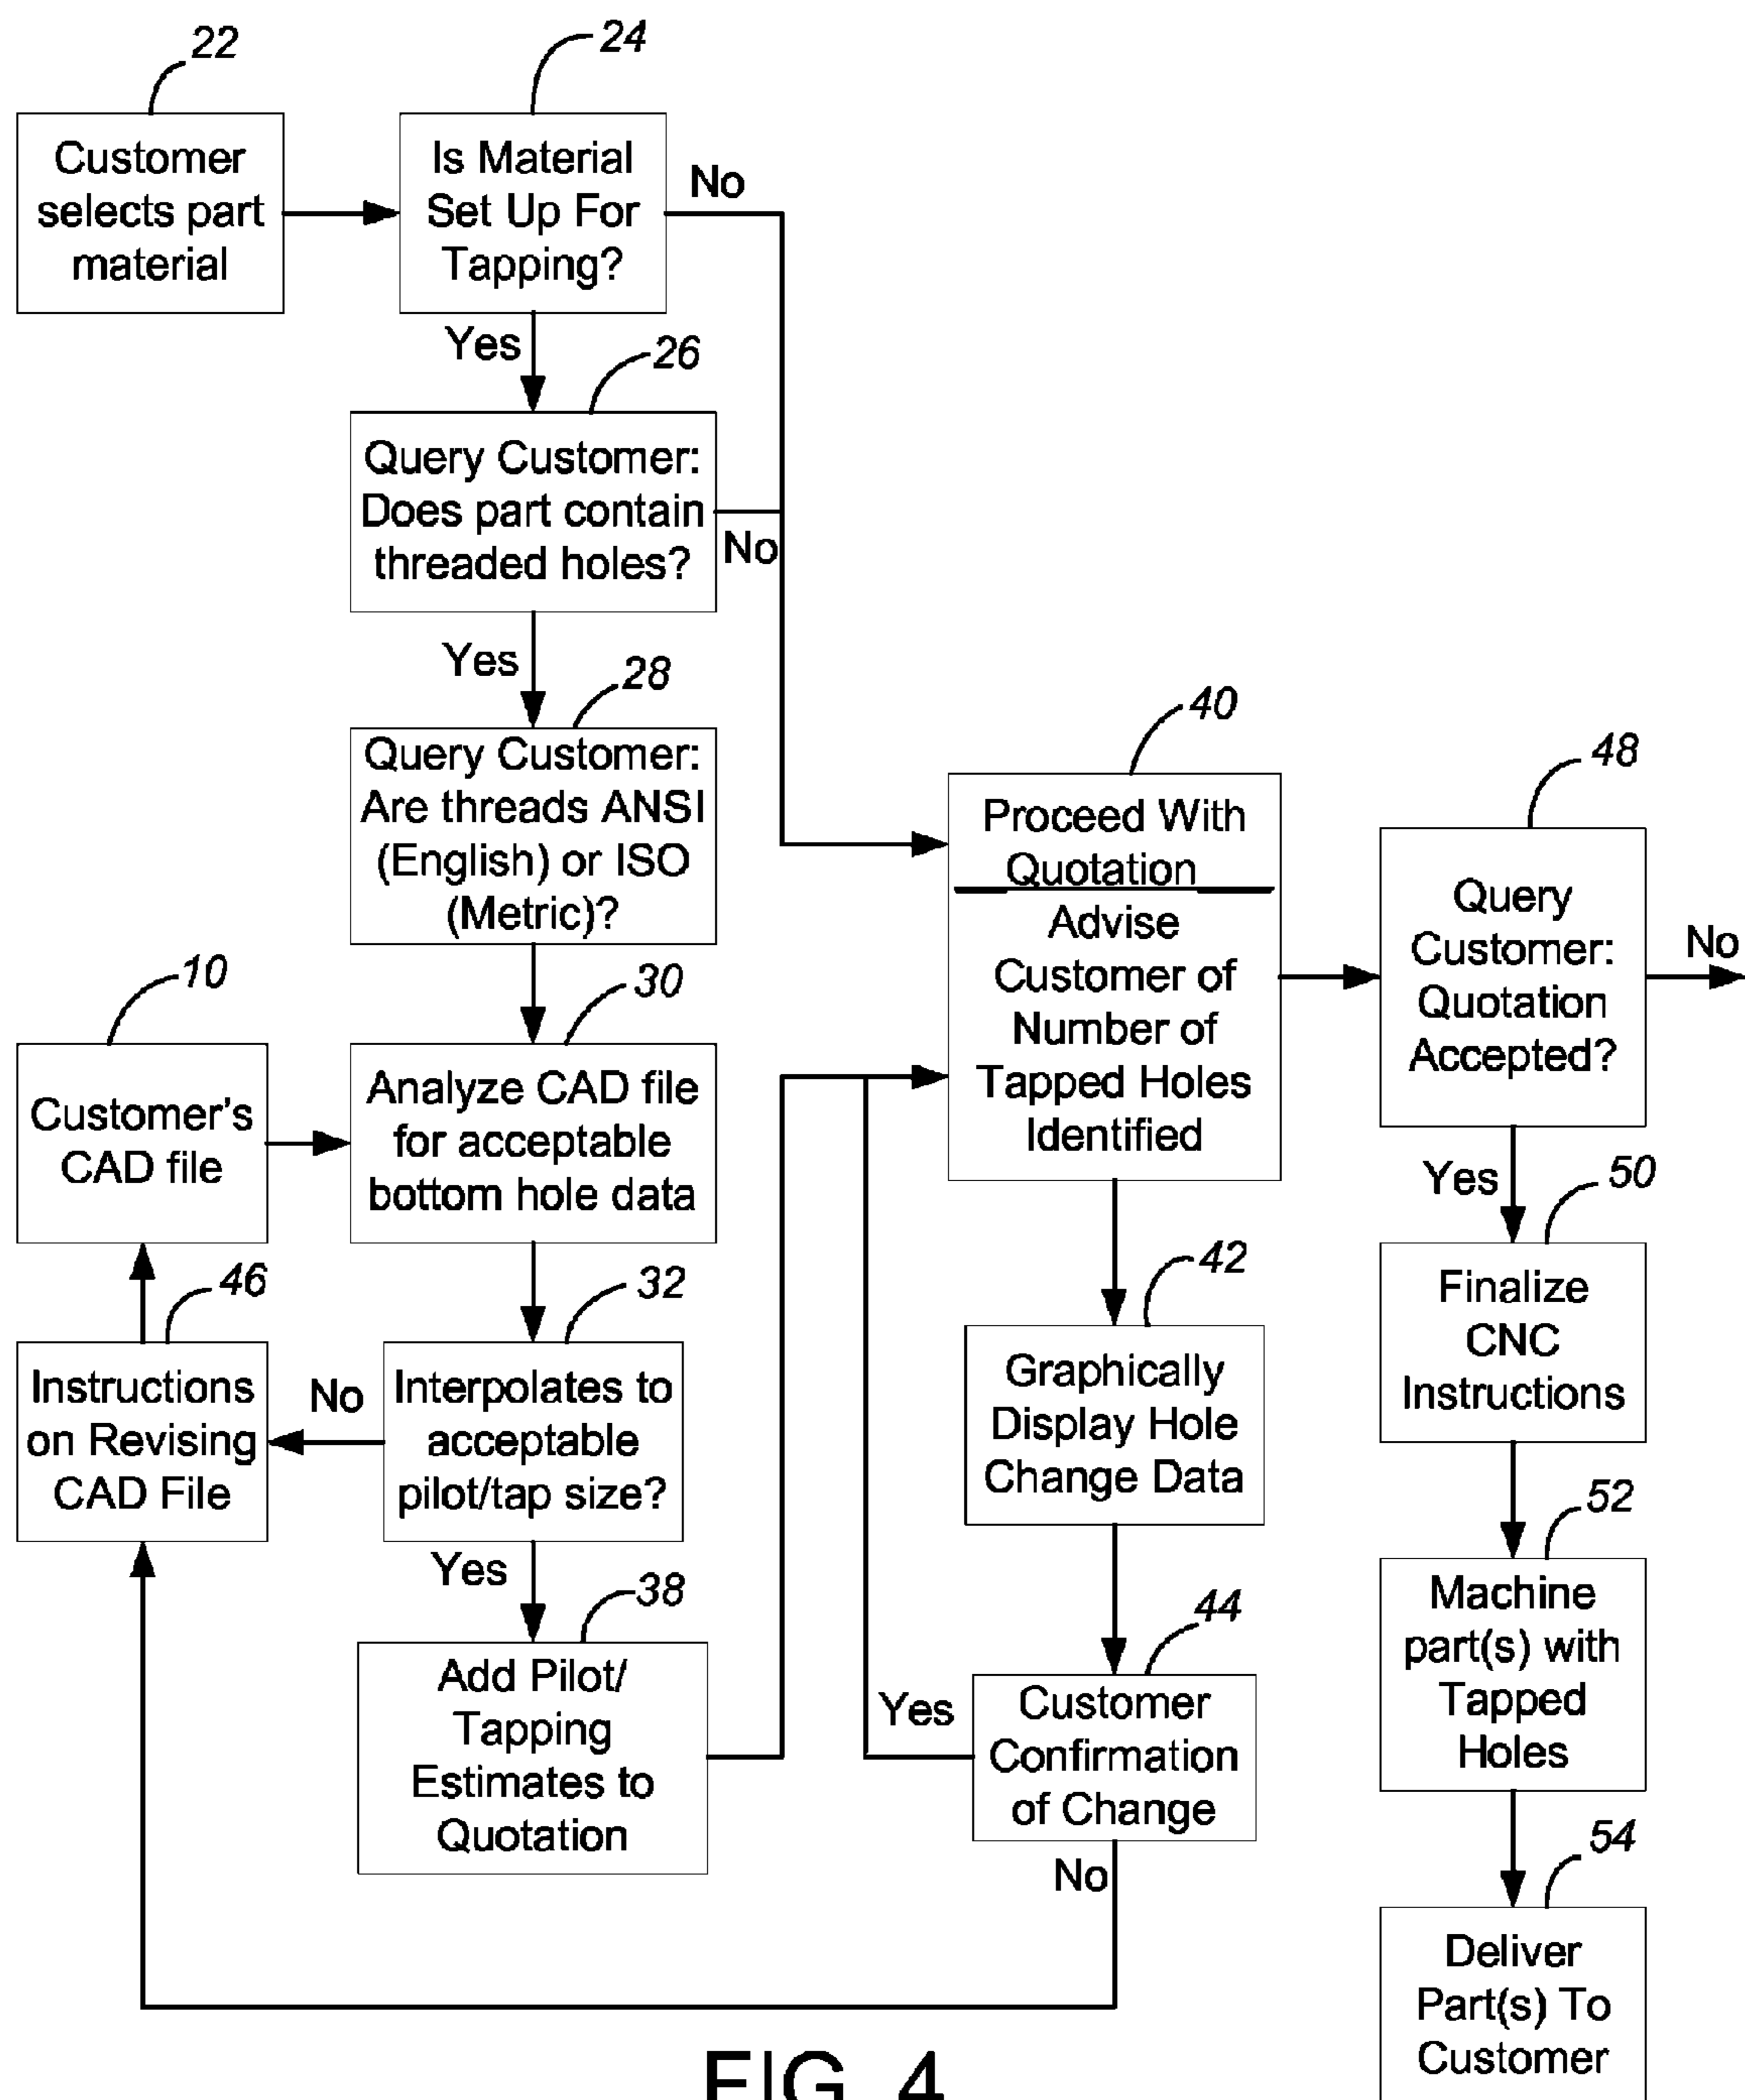 22
Customer
selects part
material
24
Is Material
Set Up For
Tapping?
No
Yes
26
Query Customer:
Does part contain
threaded holes?
No
Yes
28
Query Customer:
Are threads ANSI
(English) or ISO
(Metric)?
10
Customer's
CAD file
30
Analyze CAD file
for acceptable
bottom hole data
46
Instructions
on Revising
CAD File
No
32
Interpolates to
acceptable
pilot/tap size?
Yes
38
Add Pilot/
Tapping
Estimates to
Quotation
40
Proceed With
Quotation
Advise
Customer of
Number of
Tapped Holes
Identified
42
Graphically
Display Hole
Change Data
44
Yes
Customer
Confirmation
of Change
No
48
Query
Customer:
Quotation
Accepted?
No
Yes
50
Finalize
CNC
Instructions
52
Machine
part(s) with
Tapped
Holes
54
Deliver
Part(s) To
Customer
FIG. 4